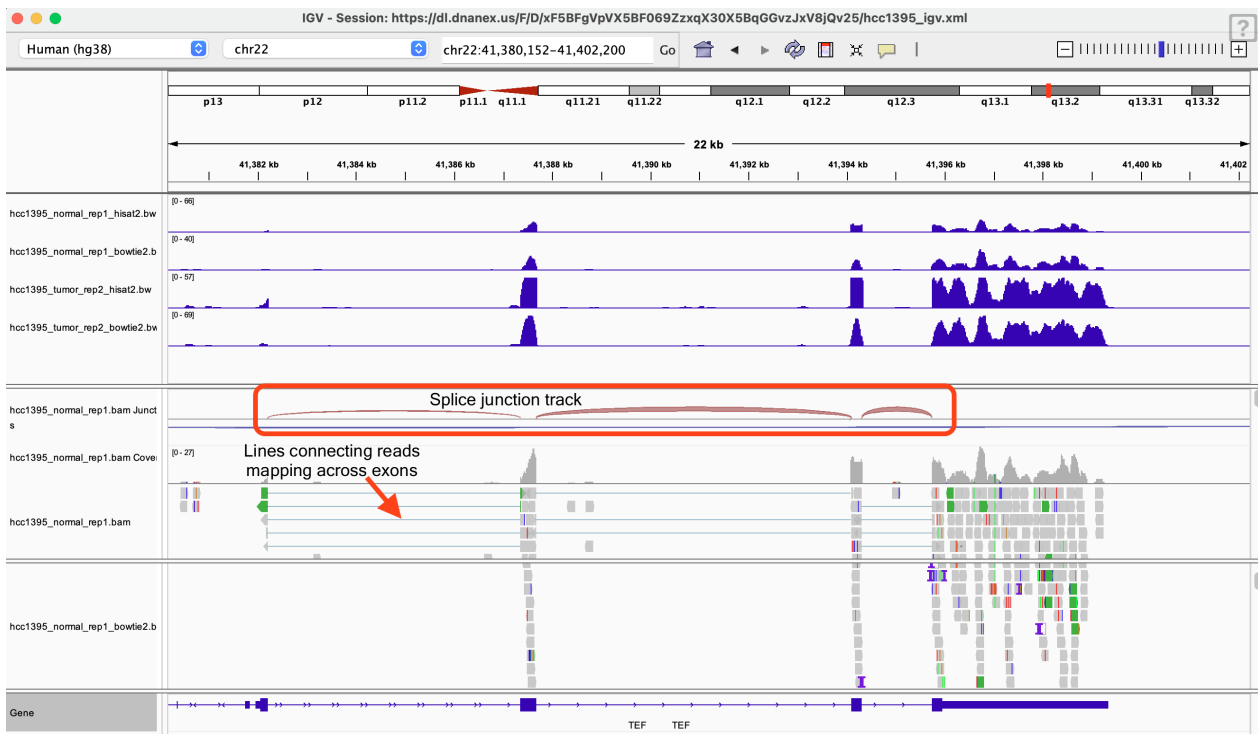 IGV - Session: https://dl.dnanex.us/F/D/xF5BFgVpVX5BF069ZzxqX30X5BqGGvzJxV8jQv25/hcc1395_igv.xml
?
Human (hg38) chr22 chr22:41,380,152-41,402,200 Go
p13 p12 p11.2 p11.1 q11.1 q11.21 q11.22 q12.1 q12.2 q12.3 q13.1 q13.2 q13.31 q13.32
22 kb
41,382 kb 41,384 kb 41,386 kb 41,388 kb 41,390 kb 41,392 kb 41,394 kb 41,396 kb 41,398 kb 41,400 kb 41,402
[0 - 66]
hcc1395_normal_rep1_hisat2.bw
[0 - 40]
hcc1395_normal_rep1_bowtie2.b
[0 - 57]
hcc1395_tumor_rep2_hisat2.bw
[0 - 69]
hcc1395_tumor_rep2_bowtie2.bw
Splice junction track
hcc1395_normal_rep1.bam Junct
s
[0 - 27]
hcc1395_normal_rep1.bam Cove
Lines connecting reads
mapping across exons
hcc1395_normal_rep1.bam
hcc1395_normal_rep1_bowtie2.b
Gene
TEF TEF